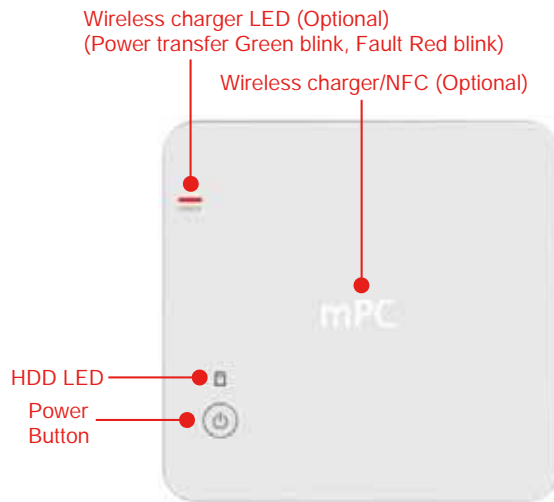 Wireless charger LED (Optional)
(Power transfer Green blink, Fault Red blink)
Wireless charger/NFC (Optional)
mPC
HDD LED
Power
Button